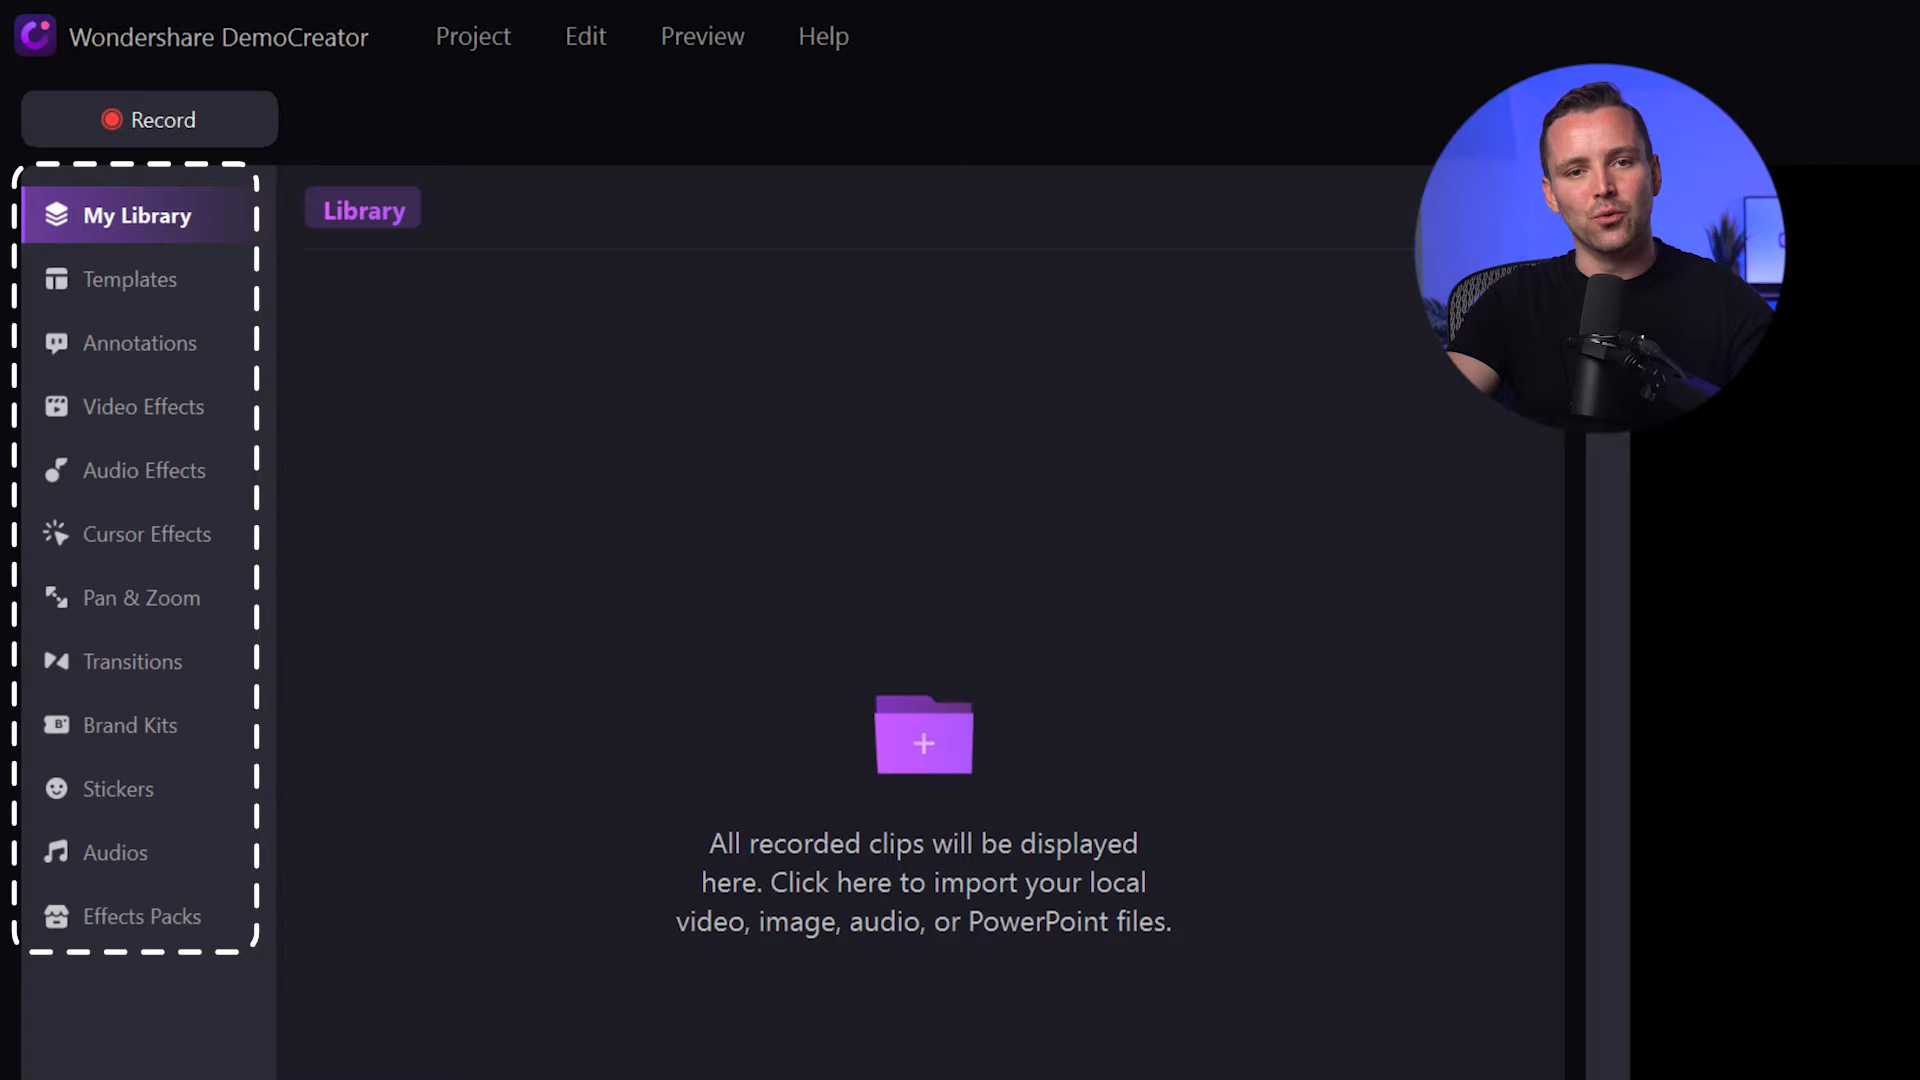 Wondershare DemoCreator
Project
Edit
Preview
Help
Record
My Library
Templates
Annotations
Video Effects
Audio Effects
Cursor Effects
Pan & Zoom
Transitions
Brand Kits
Stickers
Audios
Effects Packs
Library
All recorded clips will be displayed
here. Click here to import your local
video, image, audio, or PowerPoint files.